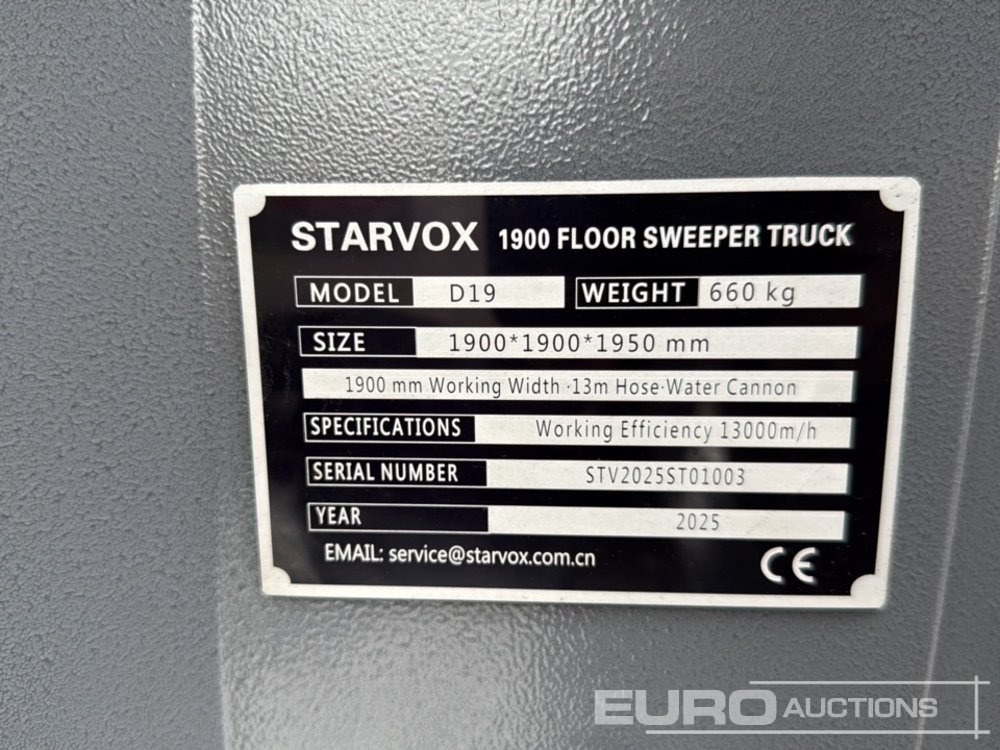 STARVOX 1900 FLOOR SWEEPER TRUCK
MODEL D19 WEIGHT 660 kg
SIZE 1900*1900*1950 mm
1900 mm Working Width·13m Hose·Water Cannon
SPECIFICATIONS Working Efficiency 13000m/h
SERIAL NUMBER STV2025ST01003
YEAR 2025
EMAIL: service@starvox.com.cn CE
EURO AUCTIONS